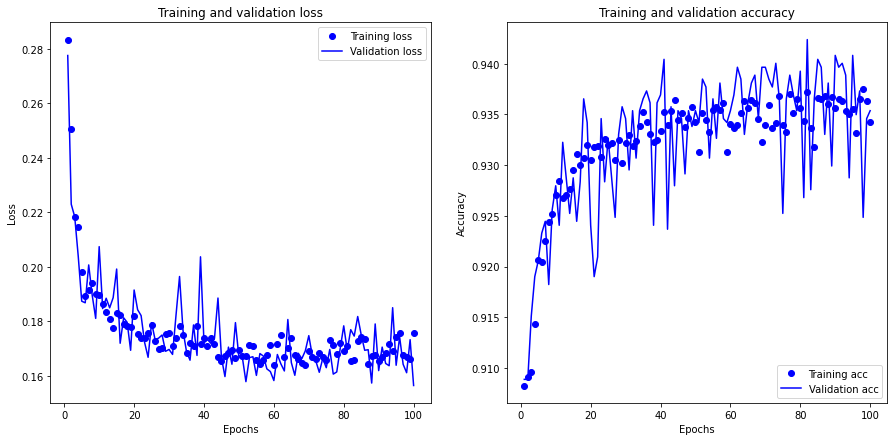 Training and validation loss
Training loss
Validation loss
0.28
0.26
0.24
0.22
0.20
0.18
0.16
Loss
0
20
40
60
80
100
Epochs
Training and validation accuracy
0.940
0.935
0.930
0.925
0.920
0.915
0.910
Accuracy
Training acc
Validation acc
0
20
40
60
80
100
Epochs